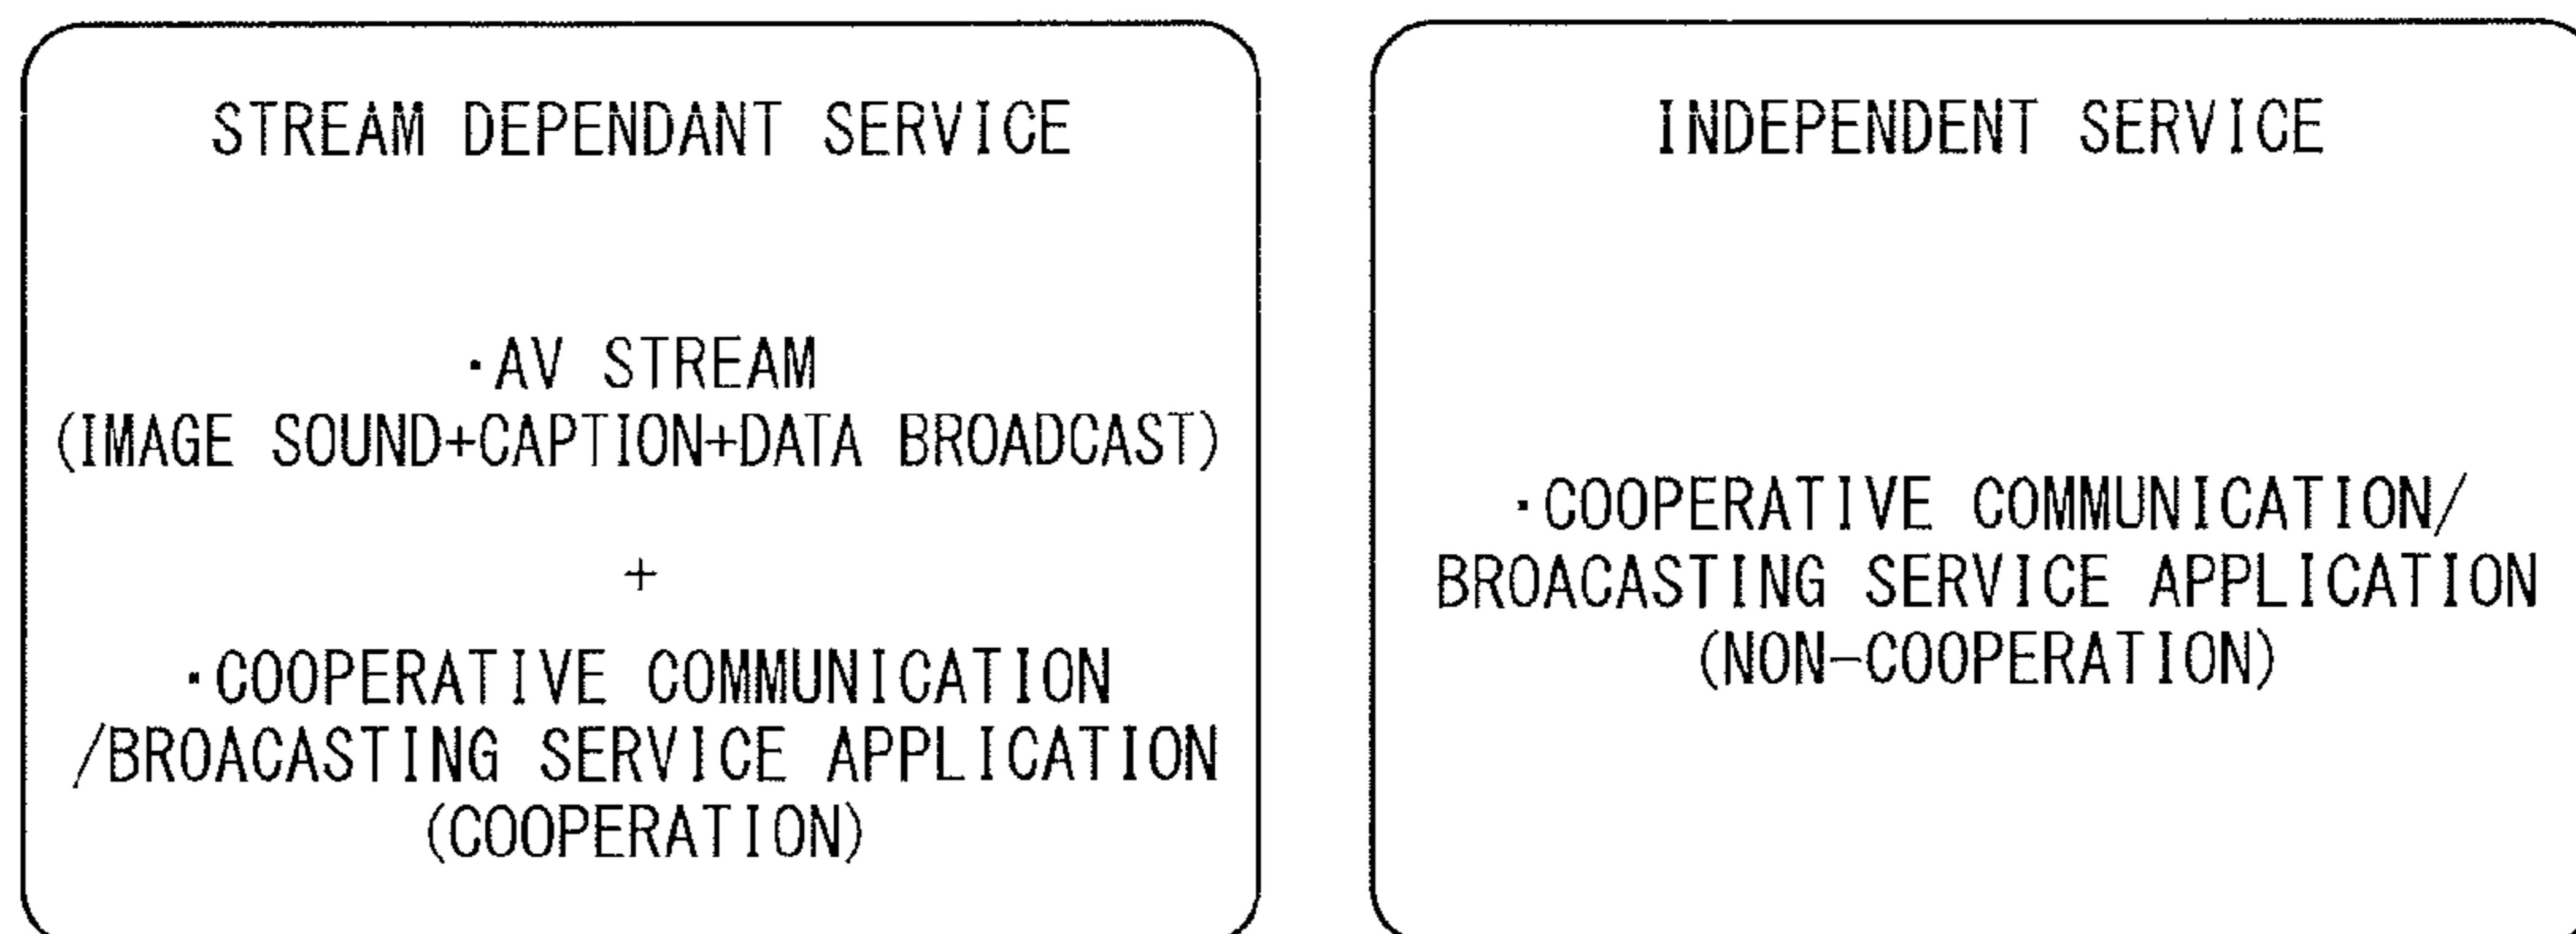 STREAM DEPENDANT SERVICE
·AV STREAM
(IMAGE SOUND+CAPTION+DATA BROADCAST)
+
·COOPERATIVE COMMUNICATION
/BROACASTING SERVICE APPLICATION
(COOPERATION)
INDEPENDENT SERVICE
·COOPERATIVE COMMUNICATION/
BROACASTING SERVICE APPLICATION
(NON-COOPERATION)